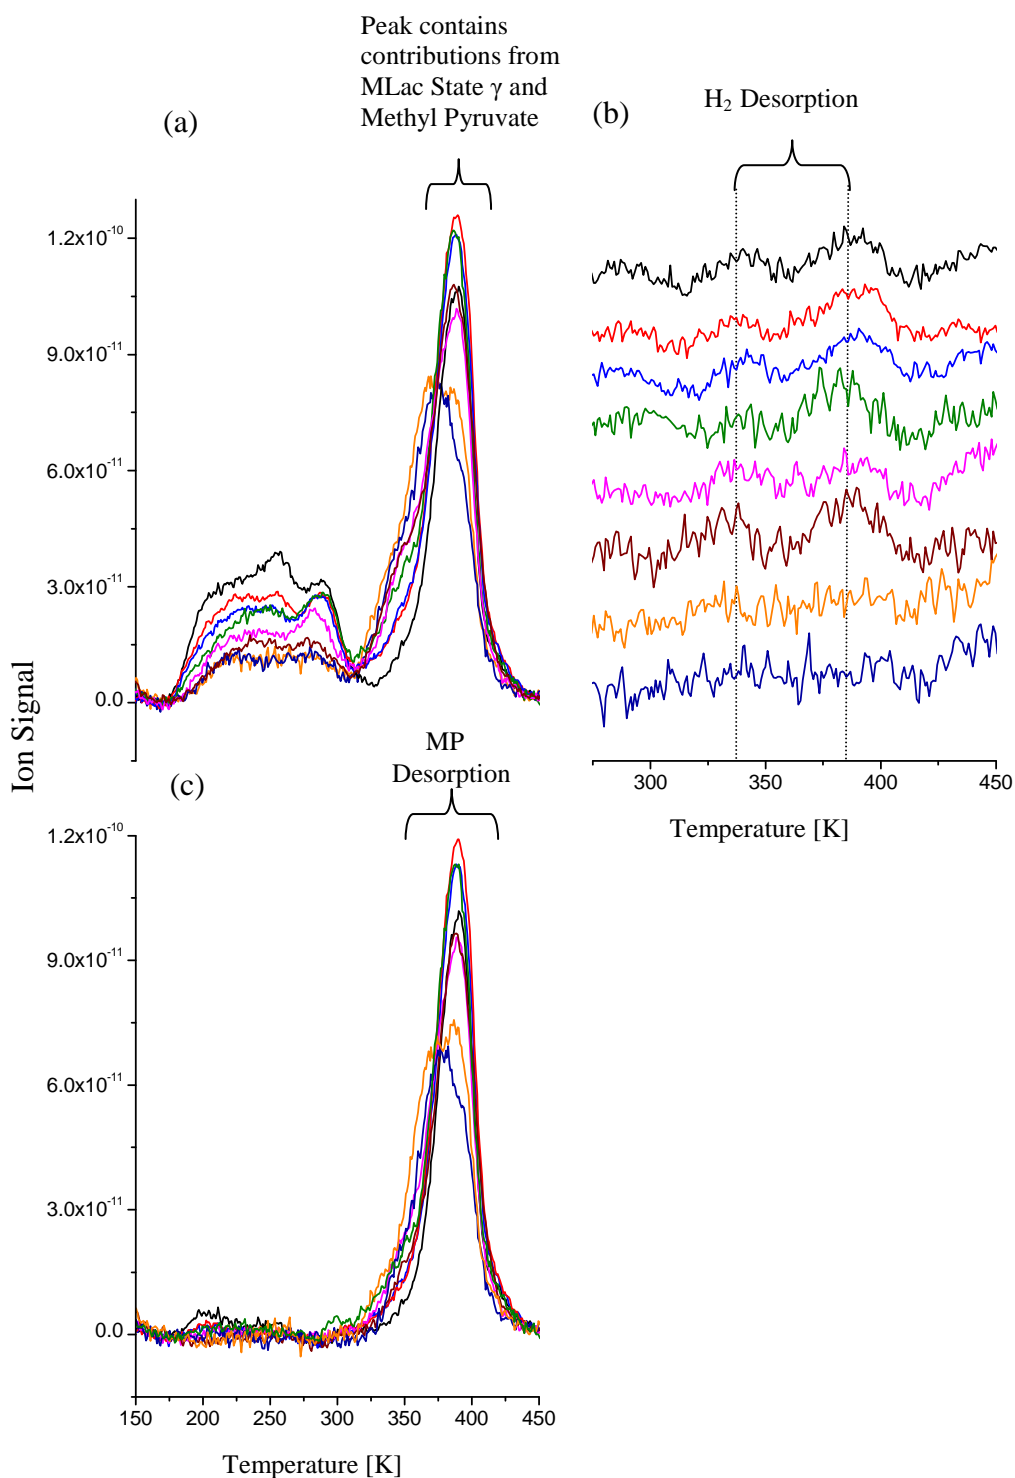 Peak contains
contributions from
MLac State γ and
Methyl Pyruvate
(a)
1.2x10⁻¹⁰
9.0x10⁻¹¹
6.0x10⁻¹¹
3.0x10⁻¹¹
0.0
(b)
H₂ Desorption
300 350 400 450
Temperature [K]
Ion Signal
(c)
MP
Desorption
1.2x10⁻¹⁰
9.0x10⁻¹¹
6.0x10⁻¹¹
3.0x10⁻¹¹
0.0
150 200 250 300 350 400 450
Temperature [K]